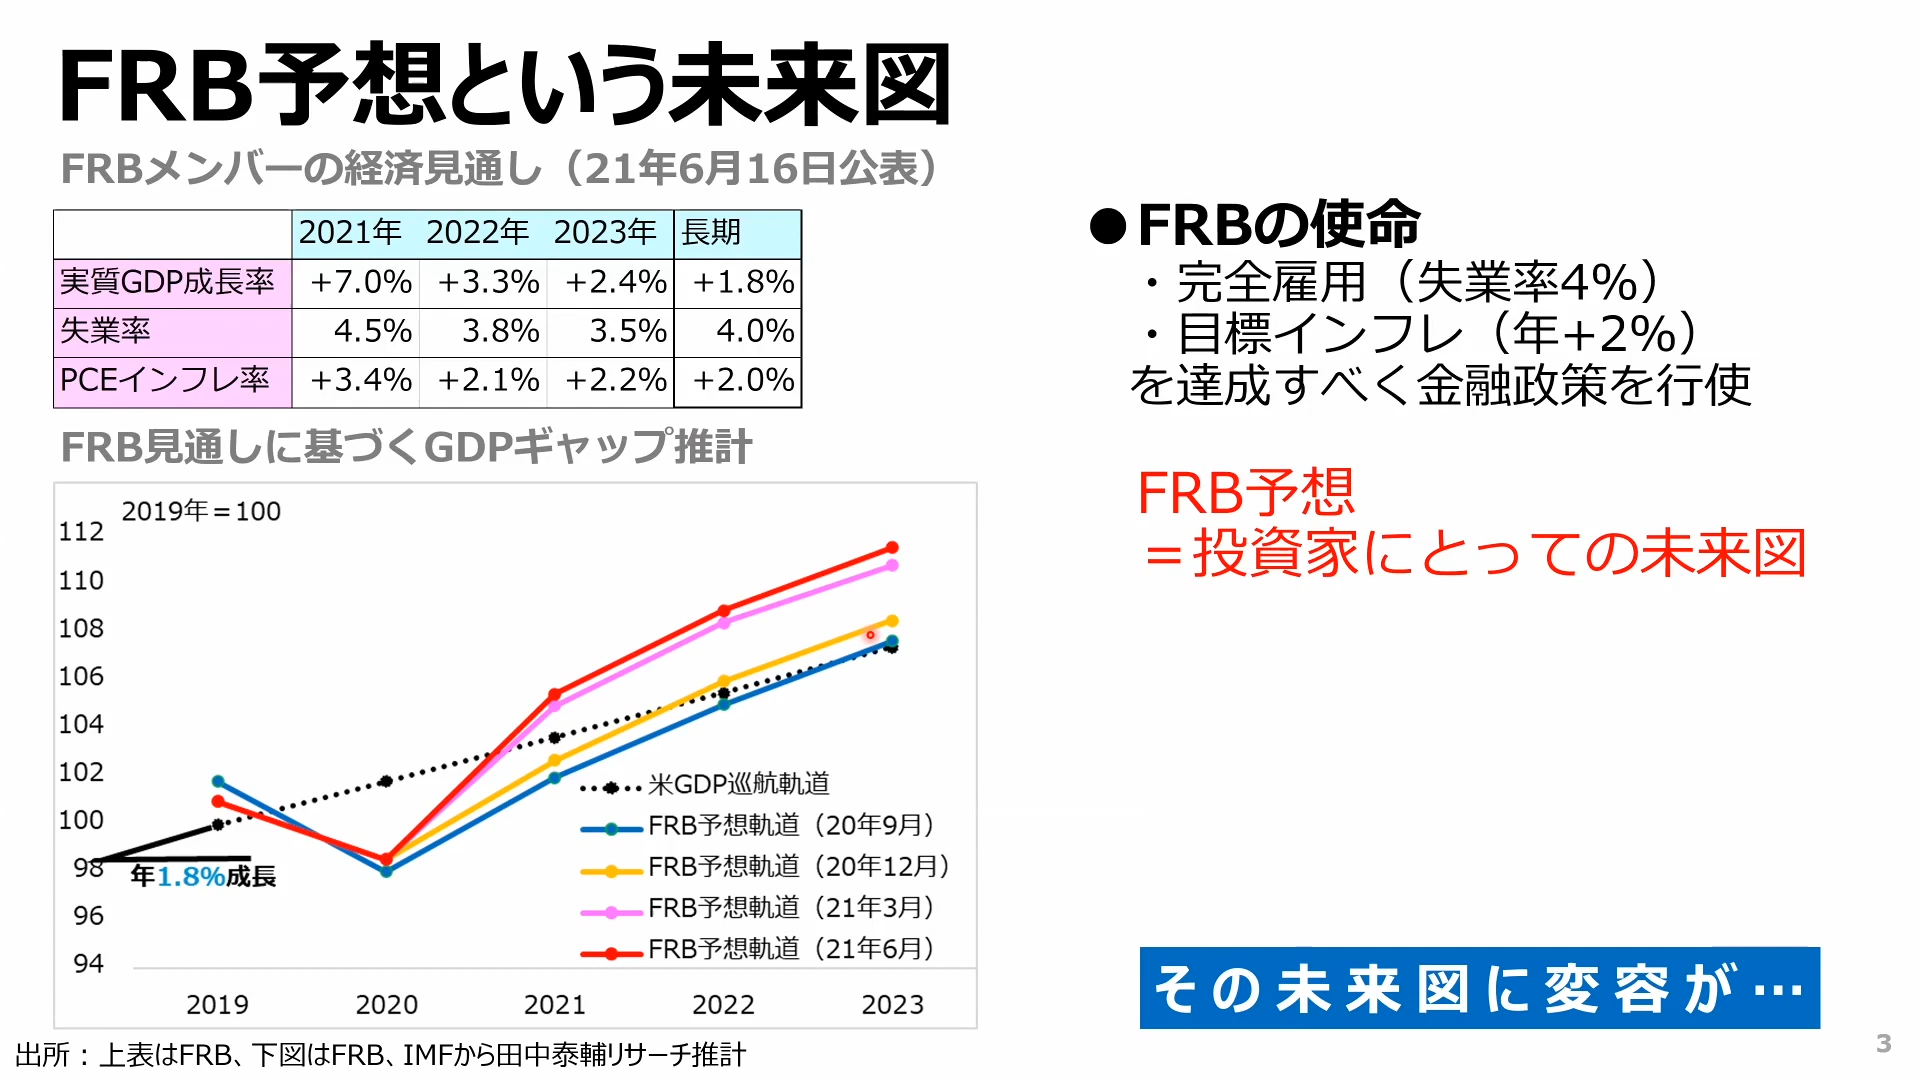 FRB予想という未来図
FRBメンバーの経済見通し（21年6月16日公表）
2021年 2022年 2023年 長期
実質GDP成長率 +7.0% +3.3% +2.4% +1.8%
失業率 4.5% 3.8% 3.5% 4.0%
PCEインフレ率 +3.4% +2.1% +2.2% +2.0%
FRB見通しに基づくGDPギャップ推計
2019年＝100
112
110
108
106
104
102
100
98
96
94
年1.8%成長
米GDP巡航軌道
FRB予想軌道（20年9月）
FRB予想軌道（20年12月）
FRB予想軌道（21年3月）
FRB予想軌道（21年6月）
2019 2020 2021 2022 2023
出所：上表はFRB、下図はFRB、IMFから田中泰輔リサーチ推計
●FRBの使命
・完全雇用（失業率4%）
・目標インフレ（年+2%）
を達成すべく金融政策を行使
FRB予想
＝投資家にとっての未来図
その未来図に変容が…
3